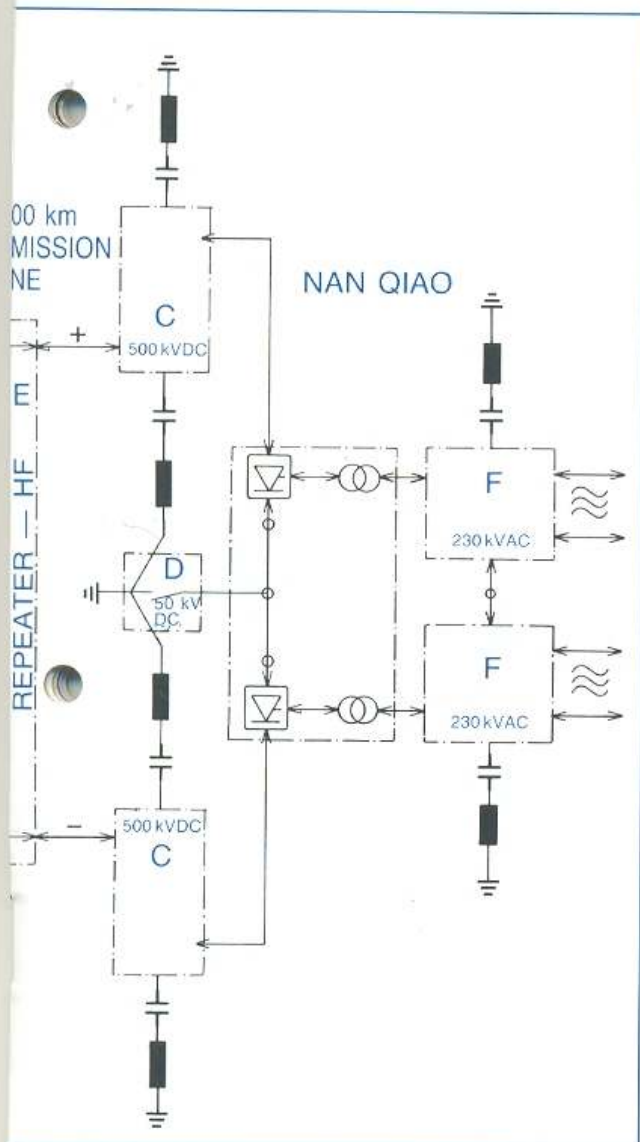 00 km
MISSION
NE
NAN QIAO
+
C
500 kVDC
E
REPEATER — HF
F
230 kVAC
D
50 kV
DC
F
230 kVAC
−
500 kVDC
C